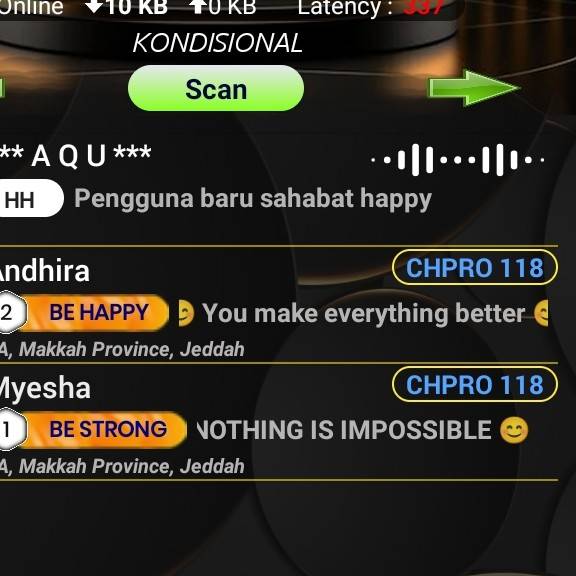 Online 10 KB 0 KB Latency : 337
KONDISIONAL
Scan
** A Q U ***
HH Pengguna baru sahabat happy
Andhira CHPRO 118
2 BE HAPPY 😊 You make everything better 😊
A, Makkah Province, Jeddah
Myesha CHPRO 118
1 BE STRONG NOTHING IS IMPOSSIBLE 😊
A, Makkah Province, Jeddah